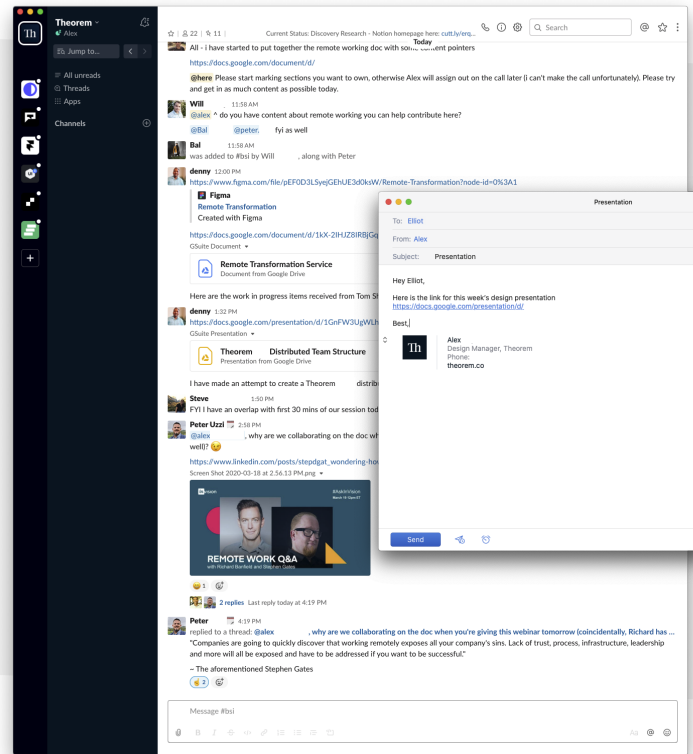 Theorem
Alex
Th
Jump to...
All unreads
Threads
Apps
Channels
22 | 11 |
Current Status: Discovery Research - Notion homepage here: cutt.ly/erq...
Search
Today
All - i have started to put together the remote working doc with some content pointers
https://docs.google.com/document/d/
@here Please start marking sections you want to own, otherwise Alex will assign out on the call later (i can't make the call unfortunately). Please try
and get in as much content as possible today.
Will 11:58 AM
@alex ^ do you have content about remote working you can help contribute here?
@Bal @peter. fyi as well
Bal 11:58 AM
was added to #bsi by Will , along with Peter
denny 12:00 PM
https://www.figma.com/file/pEF0D3LSyejGEhUE3d0ksW/Remote-Transformation?node-id=0%3A1
Figma
Remote Transformation
Created with Figma
https://docs.google.com/document/d/1kX-2IHJZ8IRBjGq
GSuite Document
Remote Transformation Service
Document from Google Drive
Here are the work in progress items received from Tom
denny 1:32 PM
https://docs.google.com/presentation/d/1GnFW3UgWLh
GSuite Presentation
Theorem Distributed Team Structure
Presentation from Google Drive
I have made an attempt to create a Theorem distrib
Steve 1:50 PM
FYI I have an overlap with first 30 mins of our session tod
Peter Uzzi 2:58 PM
@alex , why are we collaborating on the doc wh
well)?
https://www.linkedin.com/posts/stepdgat_wondering-ho
Screen Shot 2020-03-18 at 2.56.13 PM.png
#AskInVision
REMOTE WORK Q&A
with Richard Banfield and Stephen Gates
1
2 replies Last reply today at 4:19 PM
Peter 4:19 PM
replied to a thread: @alex , why are we collaborating on the doc when you're giving this webinar tomorrow (coincidentally, Richard has ...
"Companies are going to quickly discover that working remotely exposes all your company's sins. Lack of trust, process, infrastructure, leadership
and more will all be exposed and have to be addressed if you want to be successful."
– The aforementioned Stephen Gates
2
Message #bsi
Aa @
Presentation
To: Elliot
From: Alex
Subject: Presentation
Hey Elliot,
Here is the link for this week's design presentation
https://docs.google.com/presentation/d/
Best,
Th
Alex
Design Manager, Theorem
Phone:
theorem.co
Send